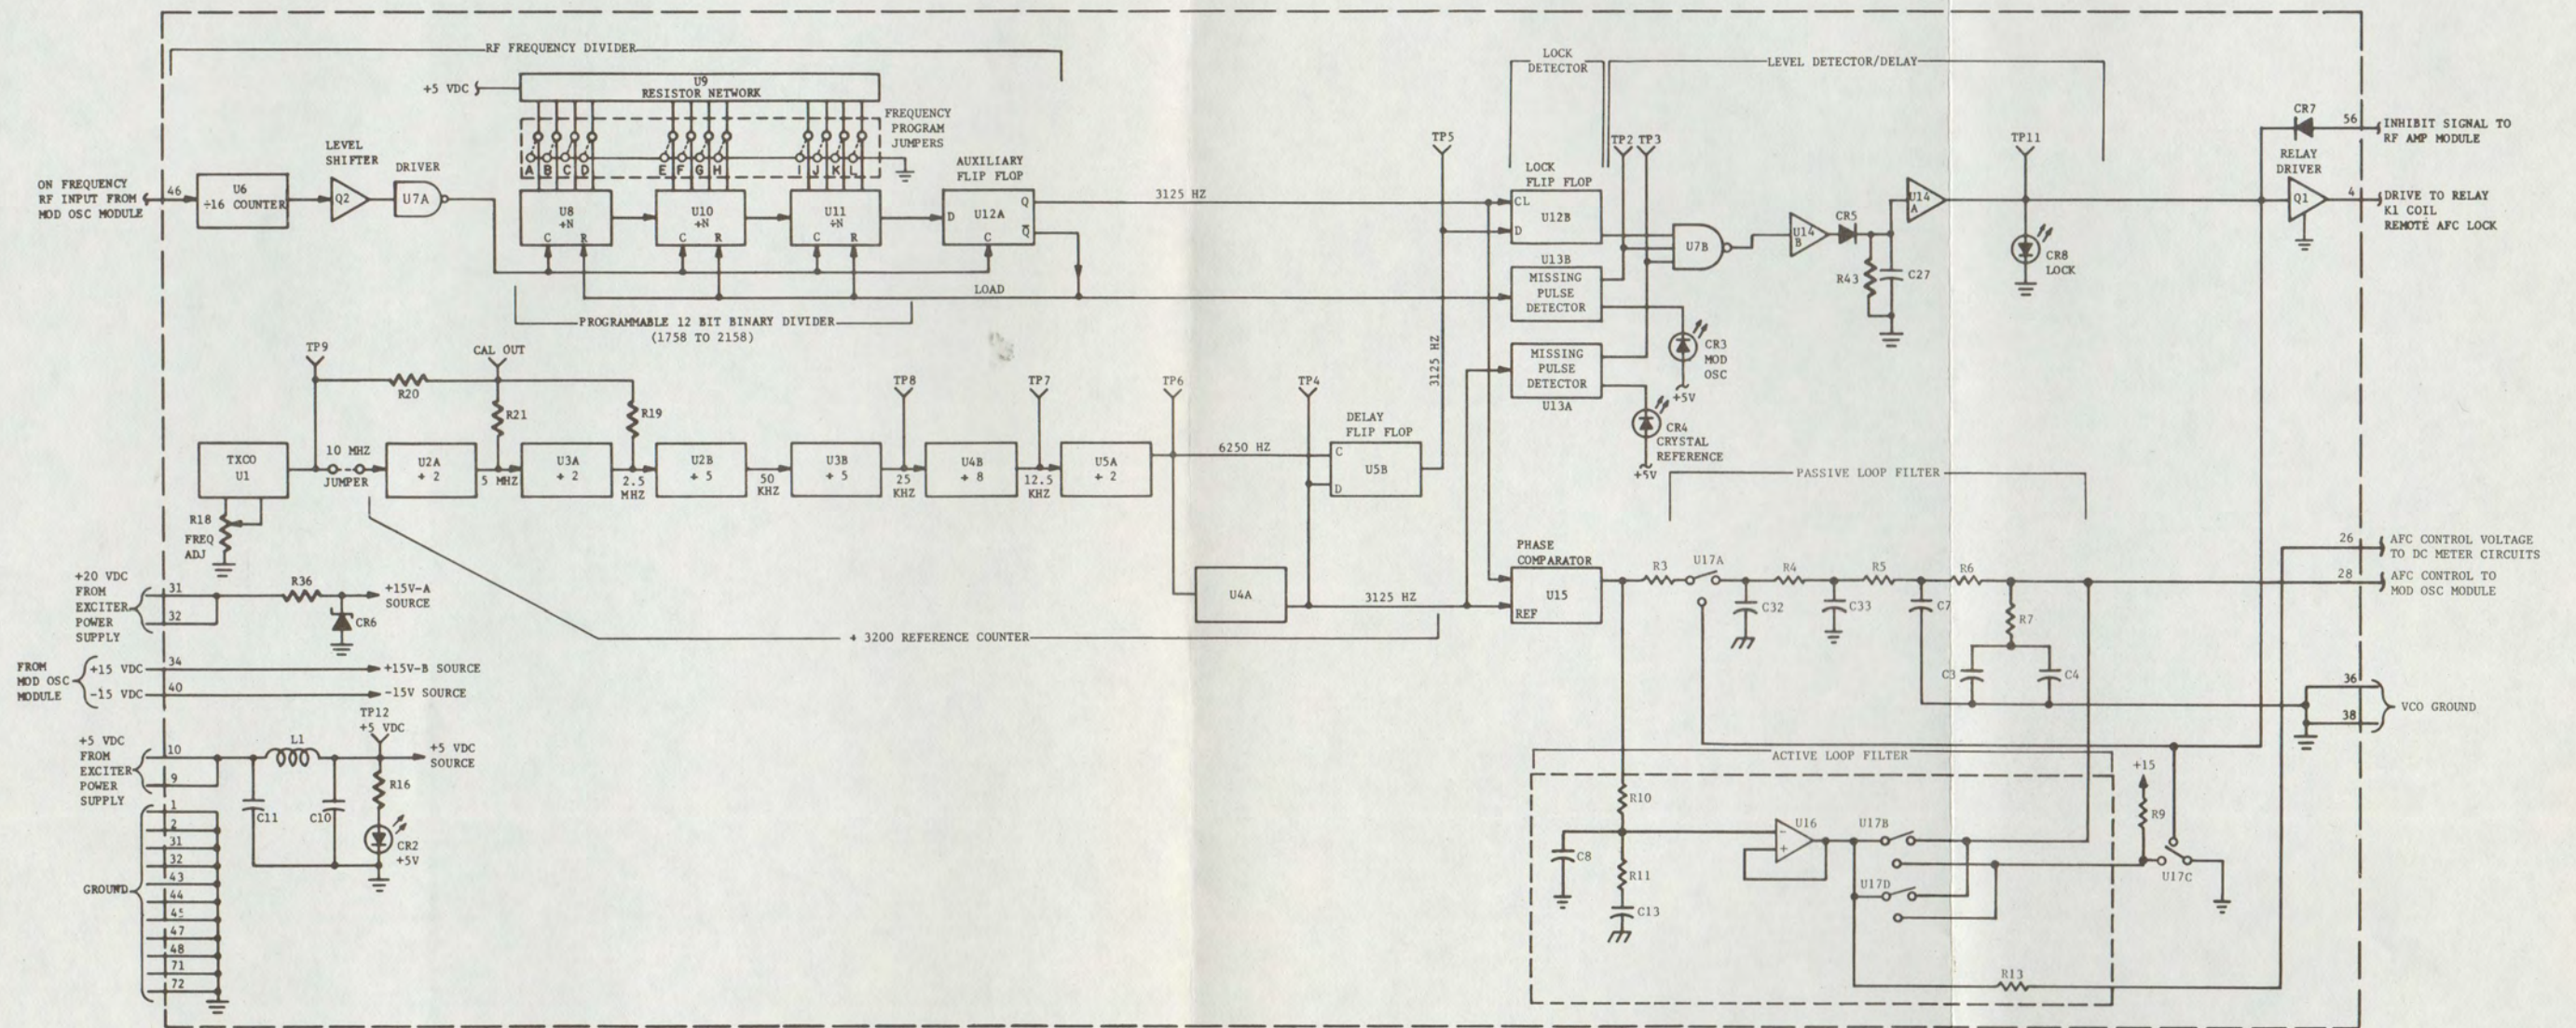 RF FREQUENCY DIVIDER
+5 VDC
U9
RESISTOR NETWORK
FREQUENCY
PROGRAM
JUMPERS
A B C D
E F G H
I J K L
ON FREQUENCY
RF INPUT FROM
MOD OSC MODULE
46
U6
÷16 COUNTER
LEVEL
SHIFTER
Q2
DRIVER
U7A
U8
÷N
C R
U10
÷N
C R
U11
÷N
C R
AUXILIARY
FLIP FLOP
D U12A Q
Q̅
C
3125 HZ
LOAD
PROGRAMMABLE 12 BIT BINARY DIVIDER
(1758 TO 2158)
LOCK
DETECTOR
LEVEL DETECTOR/DELAY
TP5
TP2 TP3
LOCK
FLIP FLOP
CL
U12B
D
U13B
MISSING
PULSE
DETECTOR
MISSING
PULSE
DETECTOR
U13A
U7B
U14
B
CR5
R43
C27
U14
A
TP11
CR8
LOCK
CR3
MOD
OSC
+5V
CR4
CRYSTAL
REFERENCE
+5V
CR7
56
INHIBIT SIGNAL TO
RF AMP MODULE
RELAY
DRIVER
Q1
4
DRIVE TO RELAY
K1 COIL
REMOTE AFC LOCK
TP9
CAL OUT
R20
R21
R19
TP8
TP7
TP6
TP4
3125 HZ
TXCO
U1
10 MHZ
JUMPER
U2A
÷ 2
5 MHZ
U3A
÷ 2
2.5
MHZ
U2B
÷ 5
50
KHZ
U3B
÷ 5
25
KHZ
U4B
÷ 8
12.5
KHZ
U5A
÷ 2
6250 HZ
DELAY
FLIP FLOP
C
U5B
D
R18
FREQ
ADJ
U4A
3125 HZ
÷ 3200 REFERENCE COUNTER
PHASE
COMPARATOR
U15
REF
PASSIVE LOOP FILTER
R3
U17A
R4
R5
R6
C32
C33
C7
R7
C3
C4
26
AFC CONTROL VOLTAGE
TO DC METER CIRCUITS
28
AFC CONTROL TO
MOD OSC MODULE
36
38
VCO GROUND
+20 VDC
FROM
EXCITER
POWER
SUPPLY
31
32
R36
+15V-A
SOURCE
CR6
FROM
MOD OSC
MODULE
+15 VDC
34
+15V-B SOURCE
-15 VDC
40
-15V SOURCE
+5 VDC
FROM
EXCITER
POWER
SUPPLY
10
9
L1
C11
C10
TP12
+5 VDC
+5 VDC
SOURCE
R16
CR2
+5V
GROUND
1
2
31
32
43
44
45
47
48
71
72
ACTIVE LOOP FILTER
R10
C8
R11
C13
U16
-
+
U17B
U17D
R13
+15
R9
U17C